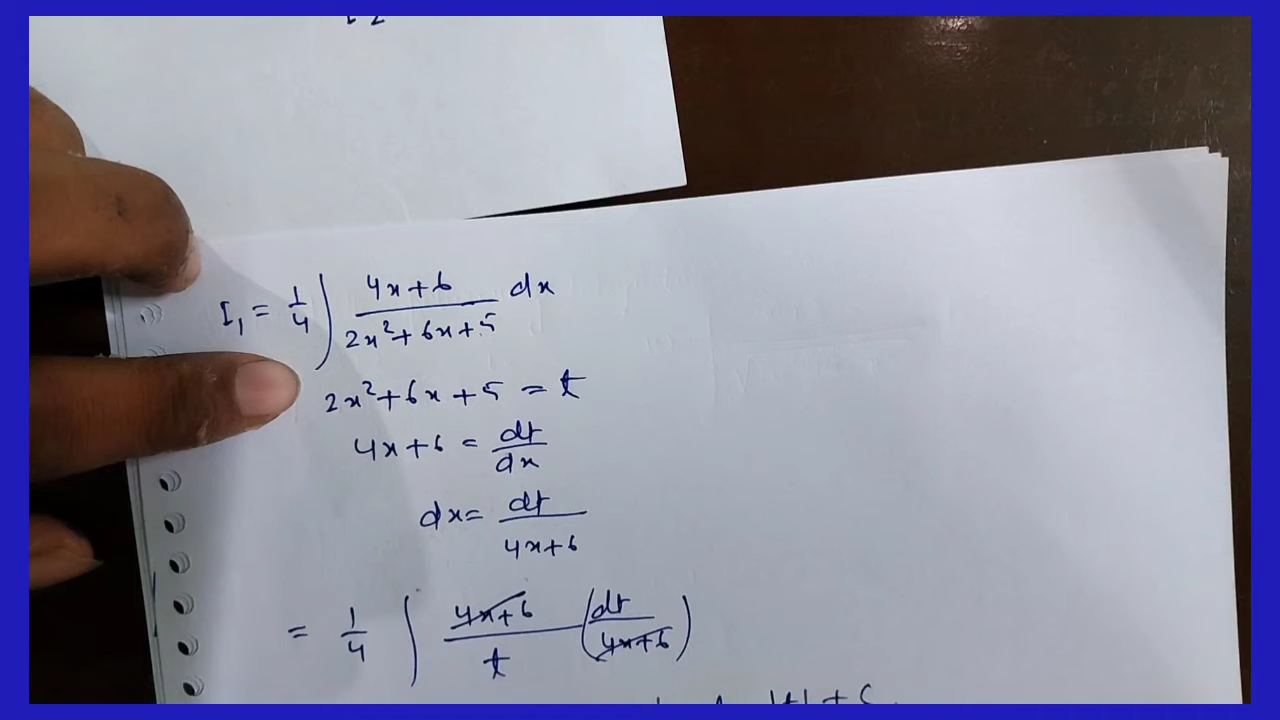 I₁ = 1/4 ∫ (4x+6)/(2x²+6x+5) dx
2x²+6x+5 = t
4x+6 = dt/dx
dx = dt/(4x+6)
= 1/4 ∫ (4x+6)/t (dt/(4x+6))